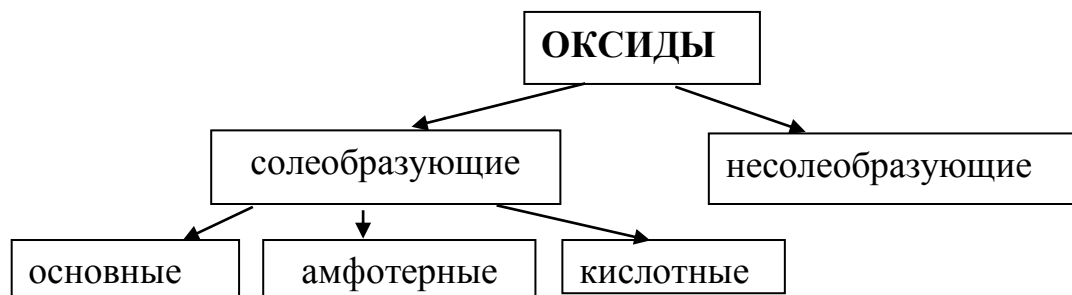 ОКСИДЫ
солеобразующие
несолеобразующие
основные
амфотерные
кислотные